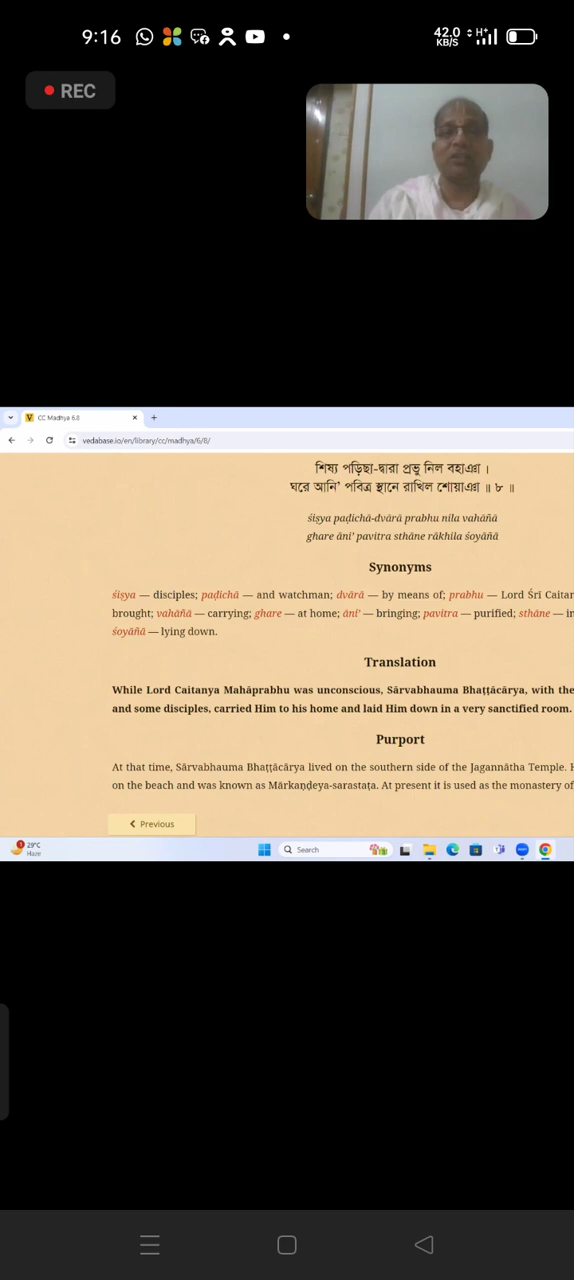 9:16
42.0
KB/S
H+
REC
CC Madhya 6.8
vedabase.io/en/library/cc/madhya/6/8/
শিষ্য পড়িছা-দ্বারা প্রভু নিল বহাঞা ।
ঘরে আনি’ পবিত্র স্থানে রাখিল শোয়াঞা ॥ ৮ ॥
śiṣya paḍichā-dvārā prabhu nila vahāñā
ghare āni’ pavitra sthāne rākhila śoyāñā
Synonyms
śiṣya — disciples; paḍichā — and watchman; dvārā — by means of; prabhu — Lord Śrī Caitan
brought; vahāñā — carrying; ghare — at home; āni’ — bringing; pavitra — purified; sthāne — in
śoyāñā — lying down.
Translation
While Lord Caitanya Mahāprabhu was unconscious, Sārvabhauma Bhaṭṭācārya, with the
and some disciples, carried Him to his home and laid Him down in a very sanctified room.
Purport
At that time, Sārvabhauma Bhaṭṭācārya lived on the southern side of the Jagannātha Temple. H
on the beach and was known as Mārkaṇḍeya-sarastaṭa. At present it is used as the monastery of
Previous
1
29°C
Haze
Search